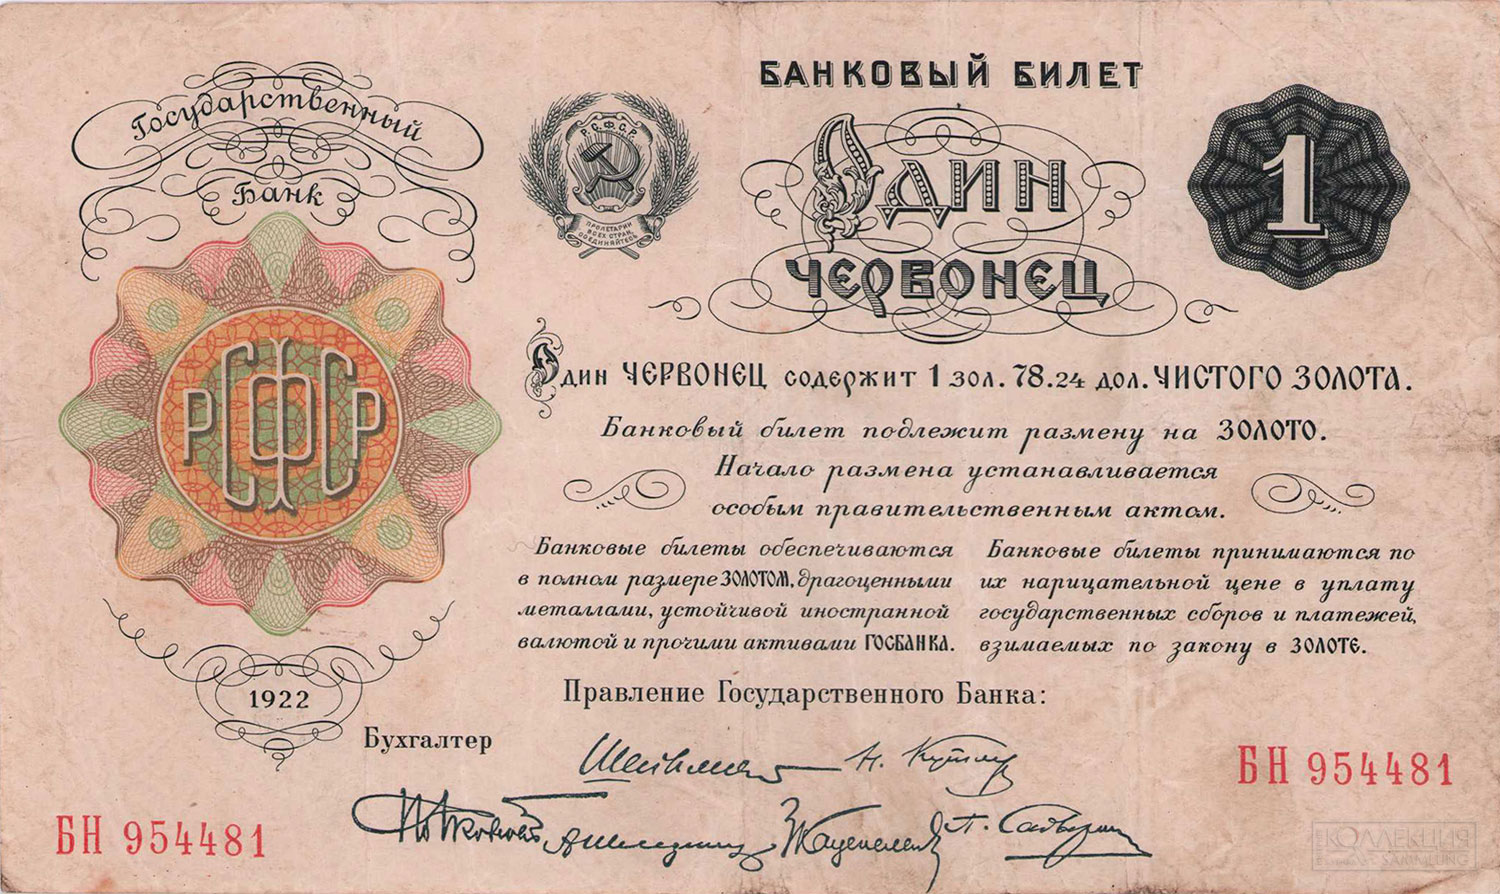 Государственный
Банк
РСФСР
1922
Р.С.Ф.С.Р.
ПРОЛЕТАРИИ
ВСЕХ СТРАН,
СОЕДИНЯЙТЕСЬ
БАНКОВЫЙ БИЛЕТ
ОДИН
ЧЕРВОНЕЦ
1
Один ЧЕРВОНЕЦ содержит 1 зол. 78.24 дол. ЧИСТОГО ЗОЛОТА.
Банковый билет подлежит размену на ЗОЛОТО.
Начало размена устанавливается
особым правительственным актом.
Банковые билеты обеспечиваются
в полном размере ЗОЛОТОМ, драгоценными
металлами, устойчивой иностранной
валютой и прочими активами ГОСБАНКА.
Банковые билеты принимаются по
их нарицательной цене в уплату
государственных сборов и платежей,
взимаемых по закону в ЗОЛОТЕ.
Правление Государственного Банка:
Бухгалтер
БН 954481
БН 954481
КОЛЛЕКЦИЯ
SAMMLUNG